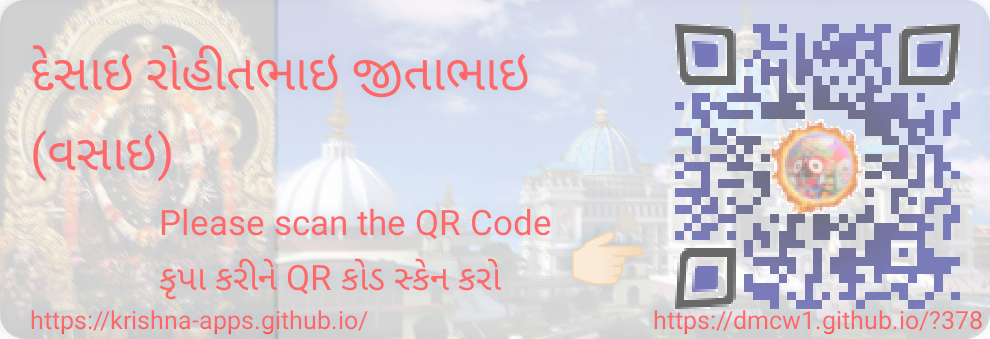 દેસાઇ રોહીતભાઇ જીતાભાઇ
(વસાઇ)
Please scan the QR Code
કૃપા કરીને QR કોડ સ્કેન કરો
https://krishna-apps.github.io/
https://dmcw1.github.io/?378